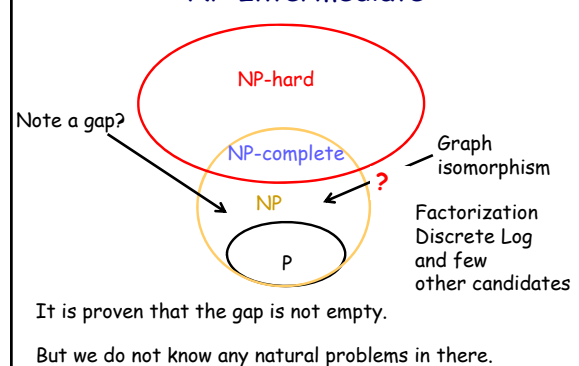 NP-hard
Note a gap?
NP-complete
Graph
isomorphism
?
NP
Factorization
Discrete Log
and few
other candidates
P
It is proven that the gap is not empty.
But we do not know any natural problems in there.